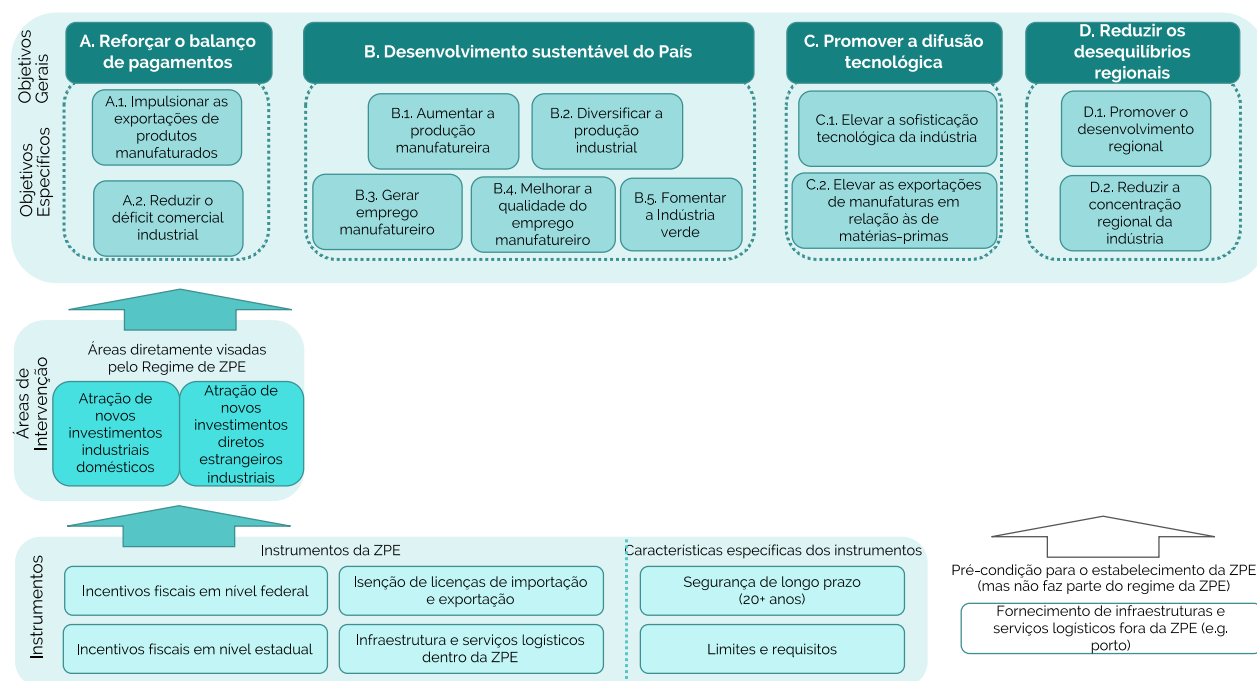 Objetivos
Gerais
A. Reforçar o balanço
de pagamentos
B. Desenvolvimento sustentável do País
C. Promover a difusão
tecnológica
D. Reduzir os
desequilíbrios
regionais
Objetivos
Específicos
A.1. Impulsionar as
exportações de
produtos
manufaturados
A.2. Reduzir o
déficit comercial
industrial
B.1. Aumentar a
produção
manufatureira
B.2. Diversificar a
produção
industrial
B.3. Gerar
emprego
manufatureiro
B.4. Melhorar a
qualidade do
emprego
manufatureiro
B.5. Fomentar
a Indústria
verde
C.1. Elevar a sofisticação
tecnológica da indústria
C.2. Elevar as exportações
de manufaturas em
relação às de
matérias-primas
D.1. Promover o
desenvolvimento
regional
D.2. Reduzir a
concentração
regional da
indústria
Áreas de
Intervenção
Áreas diretamente visadas
pelo Regime de ZPE
Atração de
novos
investimentos
industriais
domésticos
Atração de
novos
investimentos
diretos
estrangeiros
industriais
Instrumentos
Instrumentos da ZPE
Incentivos fiscais em nível federal
Isenção de licenças de importação
e exportação
Incentivos fiscais em nível estadual
Infraestrutura e serviços logísticos
dentro da ZPE
Características específicas dos instrumentos
Segurança de longo prazo
(20+ anos)
Limites e requisitos
Pré-condição para o estabelecimento da ZPE
(mas não faz parte do regime da ZPE)
Fornecimento de infraestruturas e
serviços logísticos fora da ZPE (e.g.
porto)